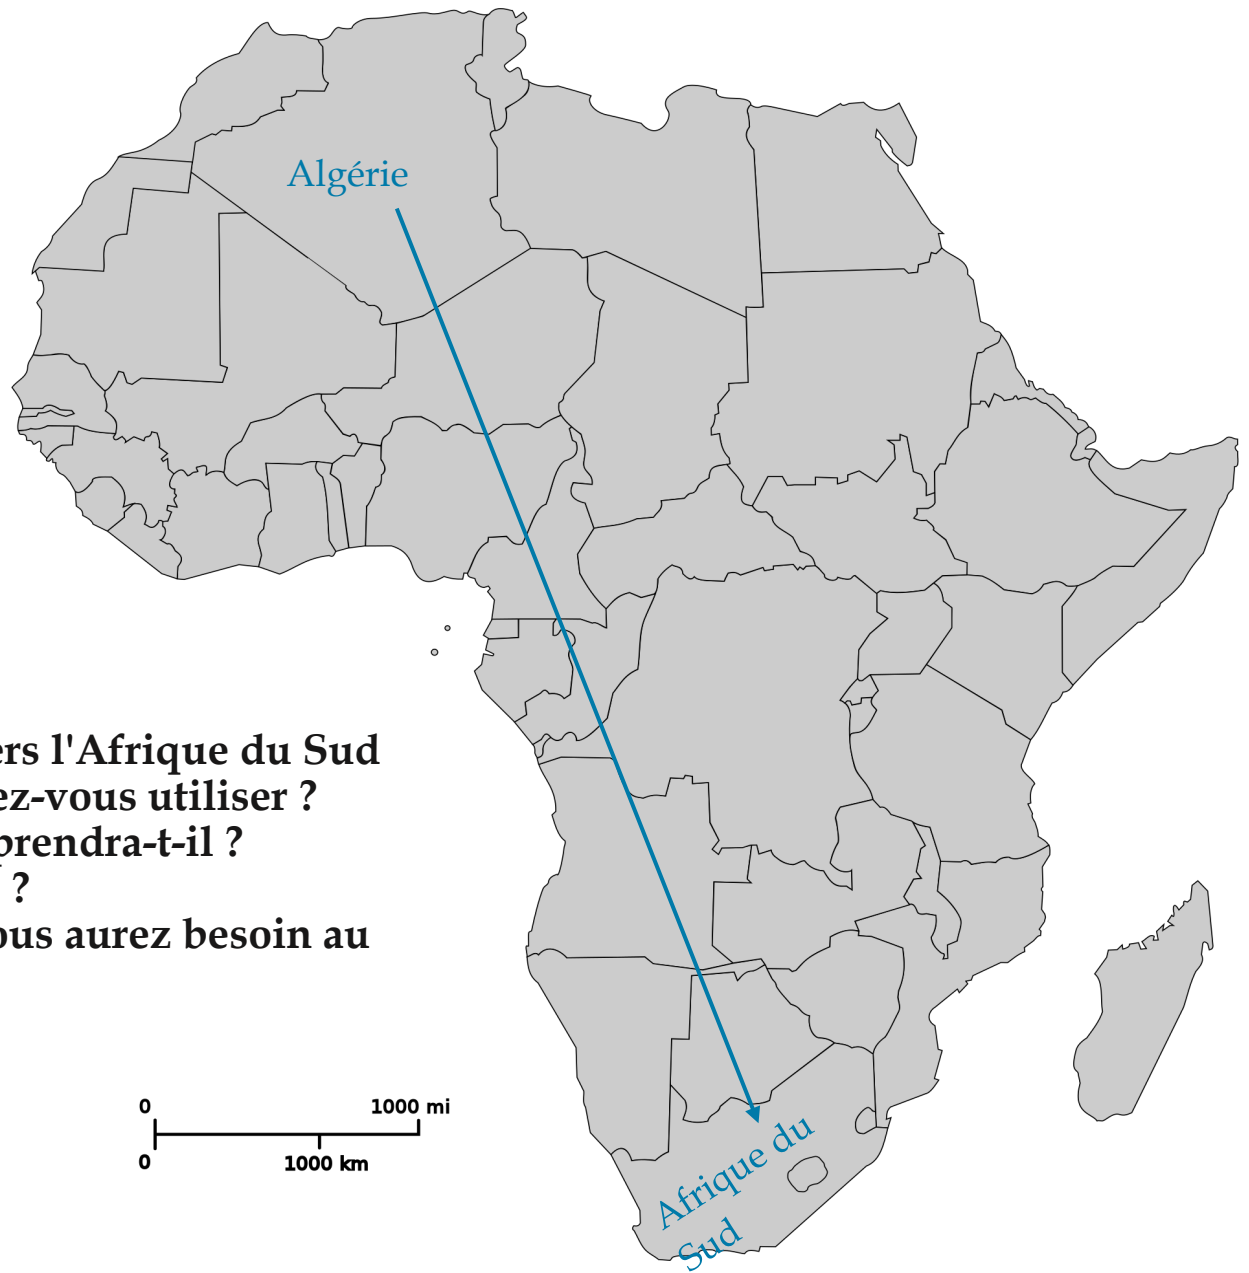 Algérie
ers l'Afrique du Sud
ez-vous utiliser ?
prendra-t-il ?
?
ous aurez besoin au
0 1000 mi
0 1000 km
Afrique du
Sud